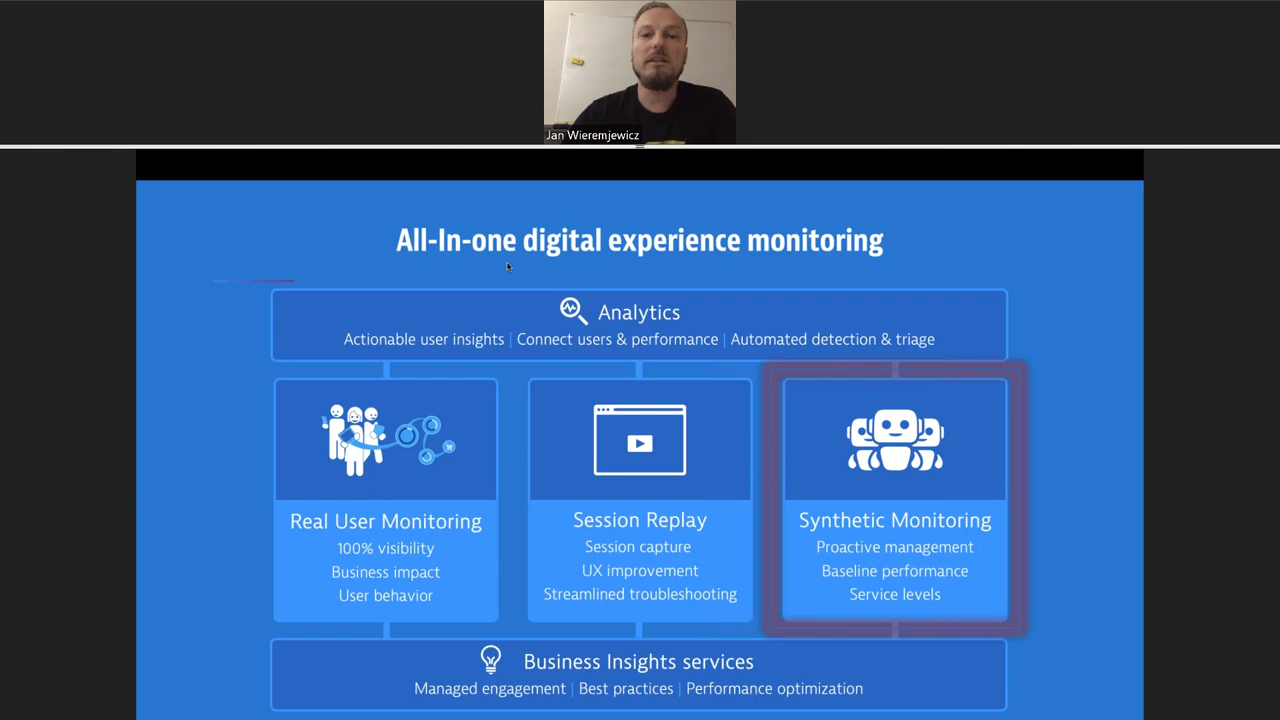 Jan Wieremjewicz
All-In-one digital experience monitoring
Analytics
Actionable user insights | Connect users & performance | Automated detection & triage
Real User Monitoring
100% visibility
Business impact
User behavior
Session Replay
Session capture
UX improvement
Streamlined troubleshooting
Synthetic Monitoring
Proactive management
Baseline performance
Service levels
Business Insights services
Managed engagement | Best practices | Performance optimization